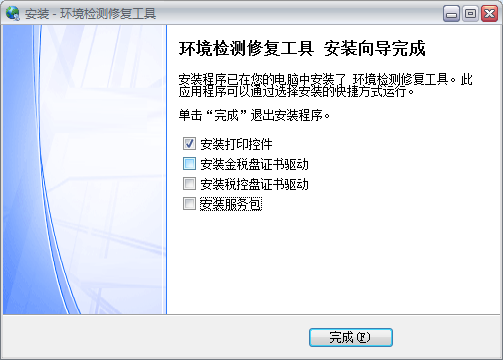 安装 - 环境检测修复工具
环境检测修复工具 安装向导完成
安装程序已在您的电脑中安装了 环境检测修复工具。此
应用程序可以通过选择安装的快捷方式运行。
单击“完成”退出安装程序。
安装打印控件
安装金税盘证书驱动
安装税控盘证书驱动
安装服务包
完成(F)